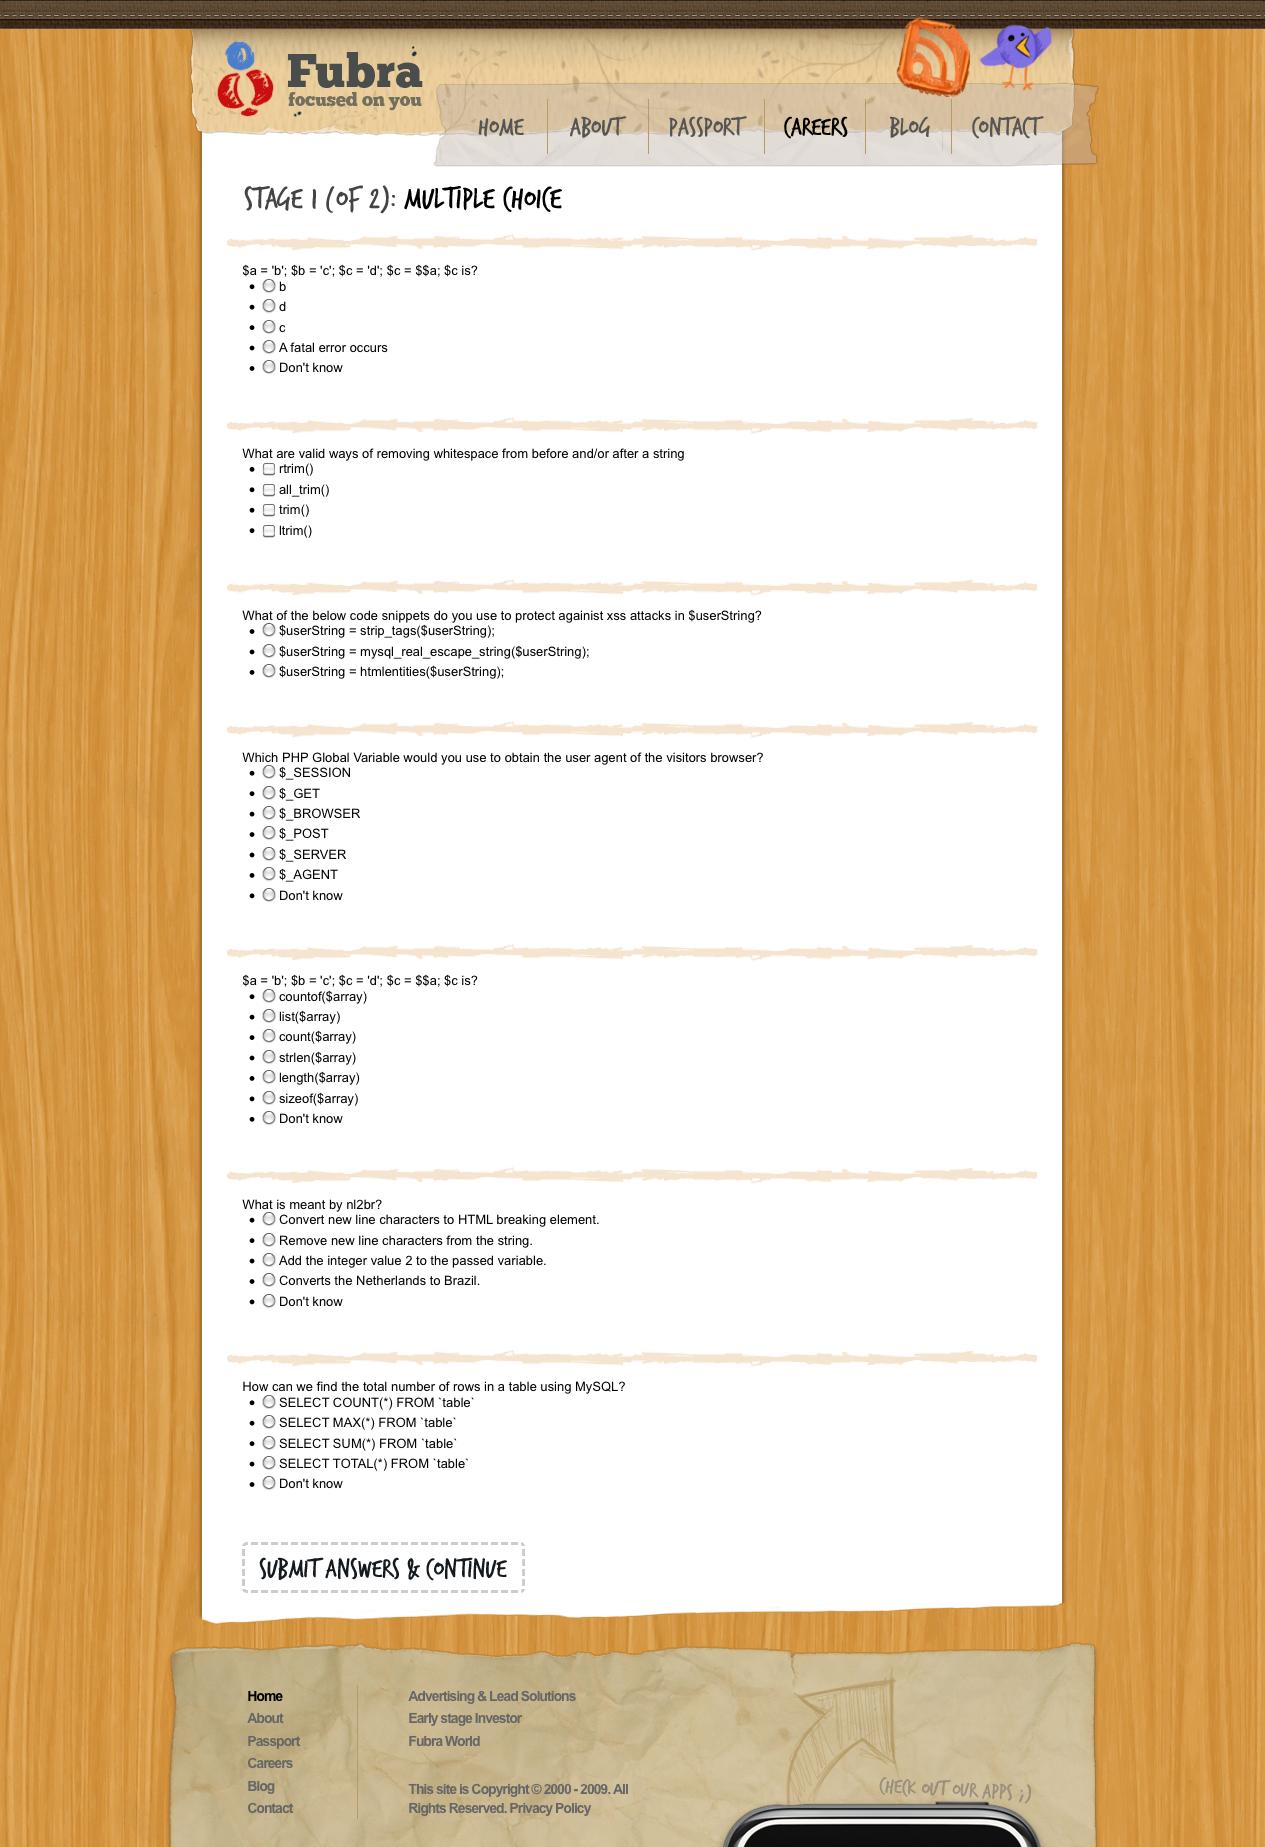 Fubra
focused on you
HOME ABOUT PASSPORT CAREERS BLOG CONTACT
STAGE 1 (OF 2): MULTIPLE CHOICE
$a = 'b'; $b = 'c'; $c = 'd'; $c = $$a; $c is?
b
d
c
A fatal error occurs
Don't know
What are valid ways of removing whitespace from before and/or after a string
rtrim()
all_trim()
trim()
ltrim()
What of the below code snippets do you use to protect againist xss attacks in $userString?
$userString = strip_tags($userString);
$userString = mysql_real_escape_string($userString);
$userString = htmlentities($userString);
Which PHP Global Variable would you use to obtain the user agent of the visitors browser?
$_SESSION
$_GET
$_BROWSER
$_POST
$_SERVER
$_AGENT
Don't know
$a = 'b'; $b = 'c'; $c = 'd'; $c = $$a; $c is?
countof($array)
list($array)
count($array)
strlen($array)
length($array)
sizeof($array)
Don't know
What is meant by nl2br?
Convert new line characters to HTML breaking element.
Remove new line characters from the string.
Add the integer value 2 to the passed variable.
Converts the Netherlands to Brazil.
Don't know
How can we find the total number of rows in a table using MySQL?
SELECT COUNT(*) FROM `table`
SELECT MAX(*) FROM `table`
SELECT SUM(*) FROM `table`
SELECT TOTAL(*) FROM `table`
Don't know
SUBMIT ANSWERS & CONTINUE
Home
About
Passport
Careers
Blog
Contact
Advertising & Lead Solutions
Early stage Investor
Fubra World
This site is Copyright © 2000 - 2009. All
Rights Reserved. Privacy Policy
CHECK OUT OUR APPS ;)